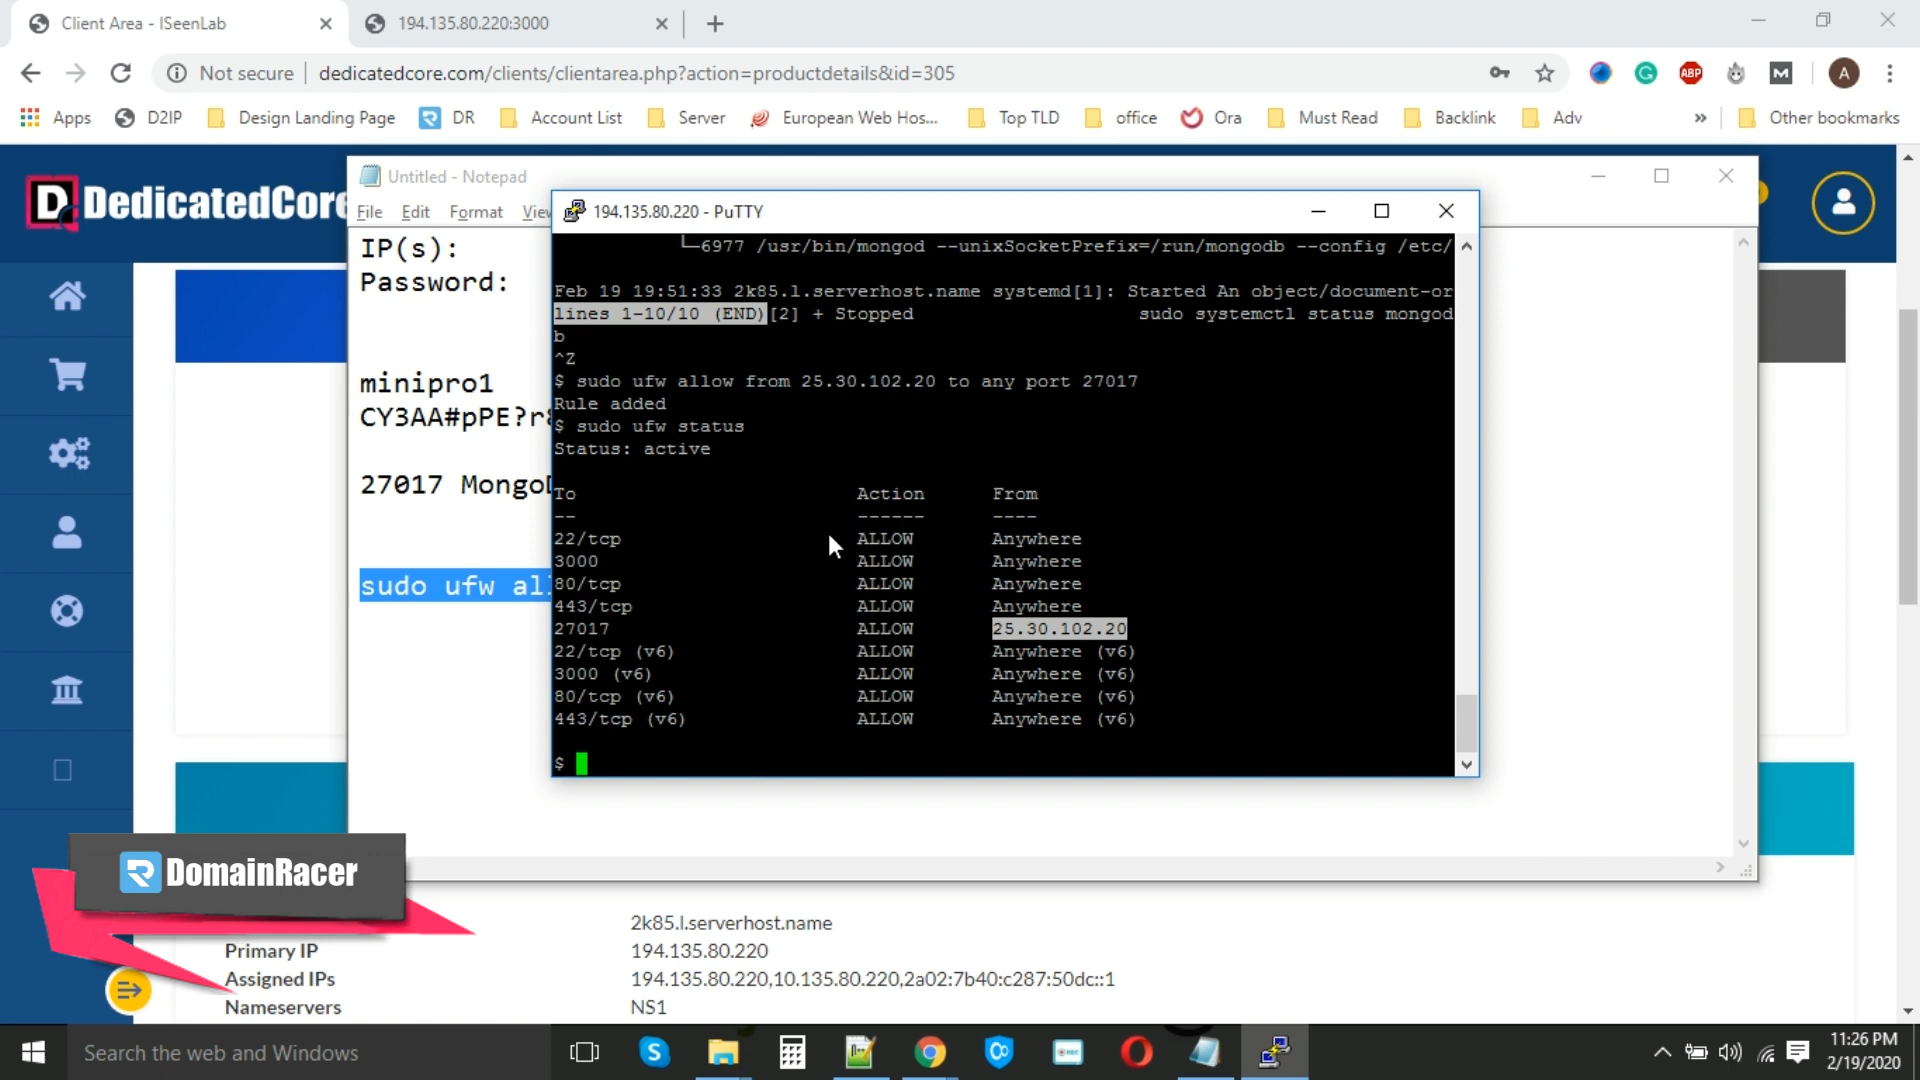 Client Area - ISeenLab
194.135.80.220:3000
Not secure
dedicatedcore.com/clients/clientarea.php?action=productdetails&id=305
ABP
M
A
Apps
D2IP
Design Landing Page
DR
Account List
Server
European Web Hos...
Top TLD
office
Ora
Must Read
Backlink
Adv
»
Other bookmarks
DedicatedCore
Untitled - Notepad
File Edit Format View
IP(s):
Password:
minipro1
CY3AA#pPE?r
27017 Mongo
sudo ufw al
194.135.80.220 - PuTTY
└─6977 /usr/bin/mongod --unixSocketPrefix=/run/mongodb --config /etc/
Feb 19 19:51:33 2k85.l.serverhost.name systemd[1]: Started An object/document-or
lines 1-10/10 (END)[2] + Stopped sudo systemctl status mongod
b
^Z
$ sudo ufw allow from 25.30.102.20 to any port 27017
Rule added
$ sudo ufw status
Status: active
To Action From
-- ------ ----
22/tcp ALLOW Anywhere
3000 ALLOW Anywhere
80/tcp ALLOW Anywhere
443/tcp ALLOW Anywhere
27017 ALLOW 25.30.102.20
22/tcp (v6) ALLOW Anywhere (v6)
3000 (v6) ALLOW Anywhere (v6)
80/tcp (v6) ALLOW Anywhere (v6)
443/tcp (v6) ALLOW Anywhere (v6)
$
DomainRacer
2k85.l.serverhost.name
Primary IP 194.135.80.220
Assigned IPs 194.135.80.220,10.135.80.220,2a02:7b40:c287:50dc::1
Nameservers NS1
Search the web and Windows
11:26 PM
2/19/2020